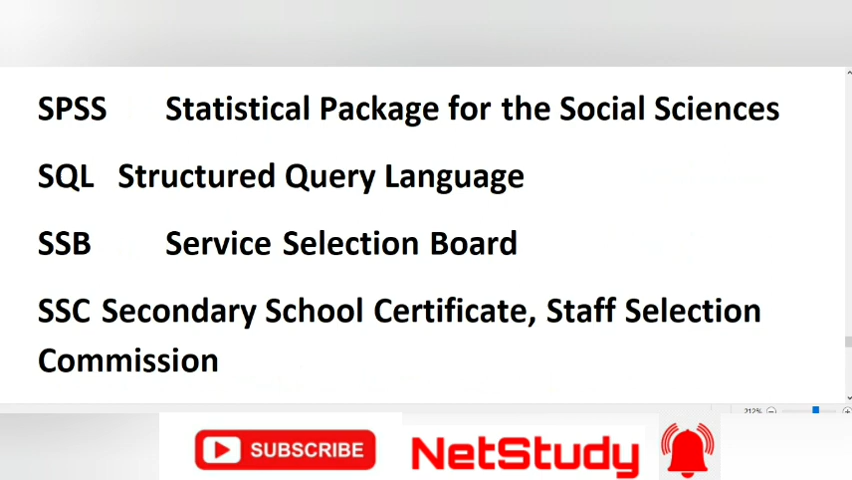 SPSS Statistical Package for the Social Sciences
SQL Structured Query Language
SSB Service Selection Board
SSC Secondary School Certificate, Staff Selection
Commission
212%
SUBSCRIBE NetStudy